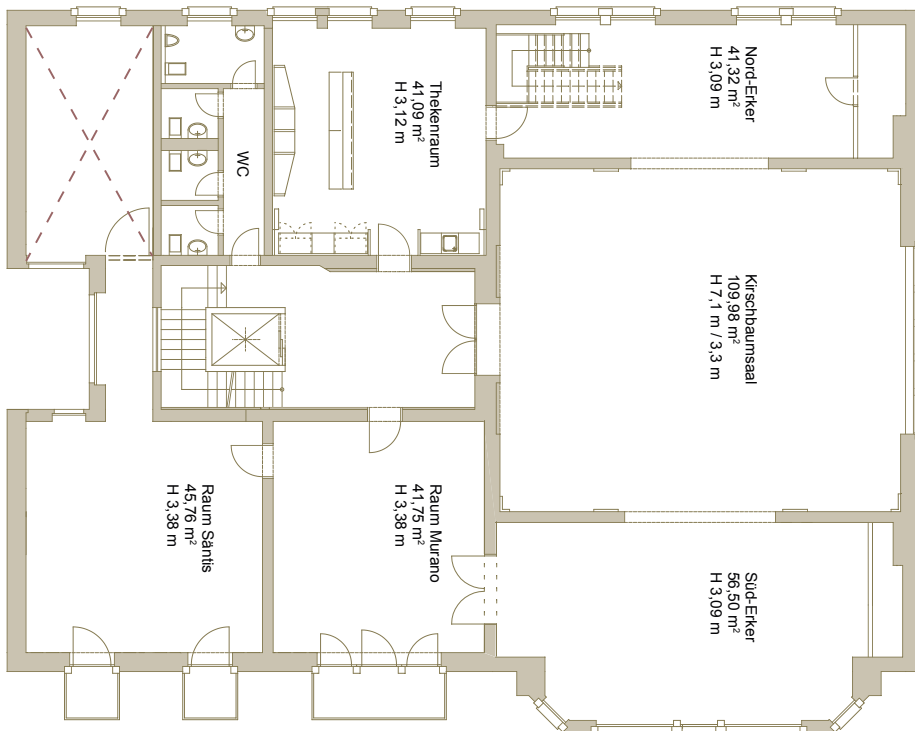 Nord-Erker
41,32 m²
H 3,09 m
Thekenraum
41,09 m²
H 3,12 m
WC
Kirschbaumsaal
109,98 m²
H 7,1 m / 3,3 m
Raum Säntis
45,76 m²
H 3,38 m
Raum Murano
41,75 m²
H 3,38 m
Süd-Erker
56,50 m²
H 3,09 m